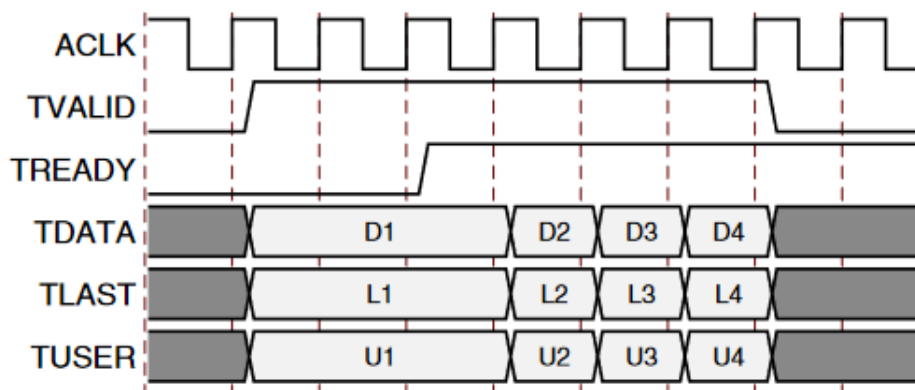 ACLK
TVALID
TREADY
TDATA D1 D2 D3 D4
TLAST L1 L2 L3 L4
TUSER U1 U2 U3 U4